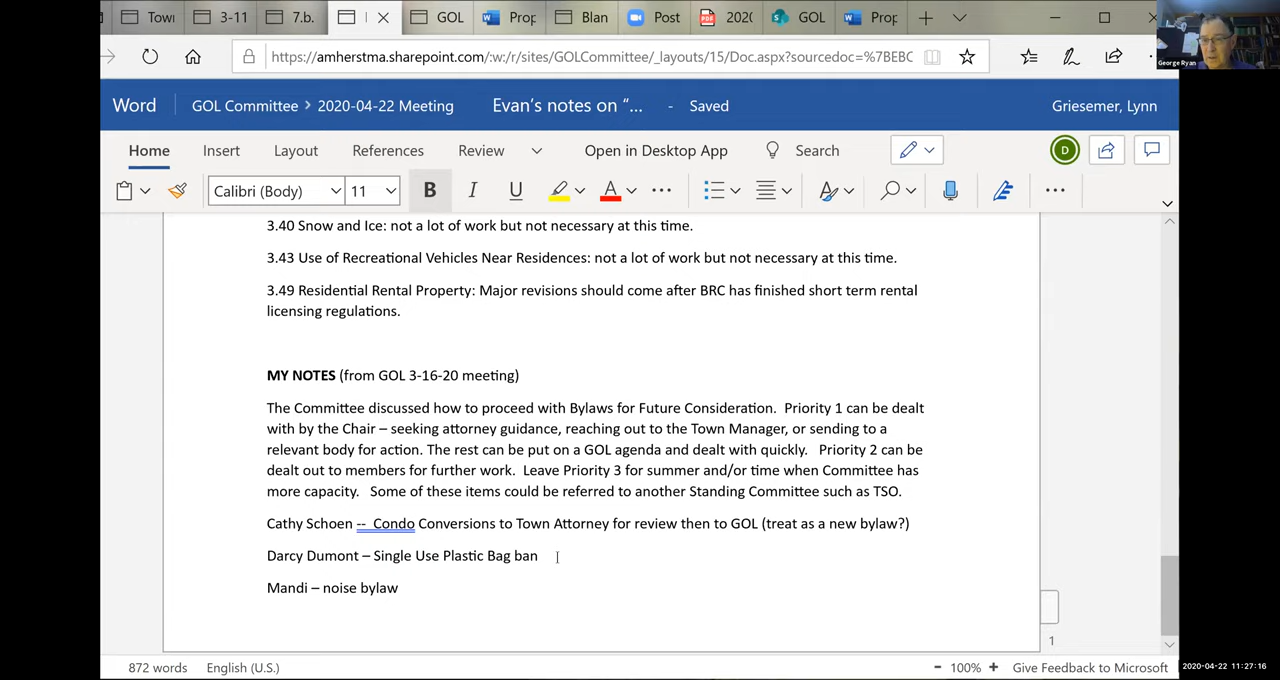 Tow
3-11
7.b.
GOL
Prop
Blan
Post
2020
GOL
Prop
https://amherstma.sharepoint.com/:w:/r/sites/GOLCommittee/_layouts/15/Doc.aspx?sourcedoc=%7BEBC
George Ryan
Word
GOL Committee > 2020-04-22 Meeting
Evan's notes on "... - Saved
Griesemer, Lynn
Home Insert Layout References Review Open in Desktop App Search
D
Calibri (Body) 11 B I U A
3.40 Snow and Ice: not a lot of work but not necessary at this time.
3.43 Use of Recreational Vehicles Near Residences: not a lot of work but not necessary at this time.
3.49 Residential Rental Property: Major revisions should come after BRC has finished short term rental
licensing regulations.
MY NOTES (from GOL 3-16-20 meeting)
The Committee discussed how to proceed with Bylaws for Future Consideration.  Priority 1 can be dealt
with by the Chair – seeking attorney guidance, reaching out to the Town Manager, or sending to a
relevant body for action. The rest can be put on a GOL agenda and dealt with quickly.   Priority 2 can be
dealt out to members for further work.  Leave Priority 3 for summer and/or time when Committee has
more capacity.   Some of these items could be referred to another Standing Committee such as TSO.
Cathy Schoen --  Condo Conversions to Town Attorney for review then to GOL (treat as a new bylaw?)
Darcy Dumont – Single Use Plastic Bag ban
Mandi – noise bylaw
1
872 words English (U.S.)
- 100% + Give Feedback to Microsoft
2020-04-22 11:27:16